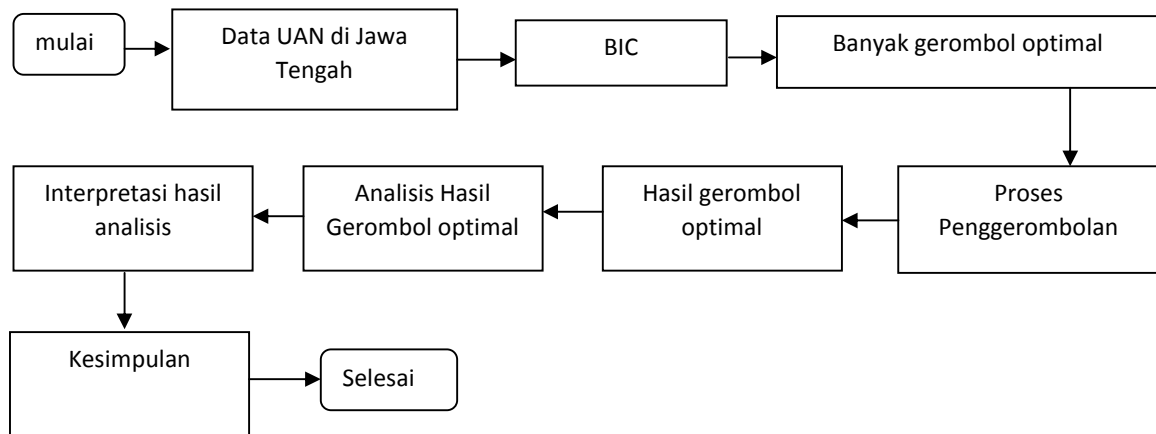 mulai
Data UAN di Jawa
Tengah
BIC
Banyak gerombol optimal
Proses
Penggerombolan
Hasil gerombol
optimal
Analisis Hasil
Gerombol optimal
Interpretasi hasil
analisis
Kesimpulan
Selesai